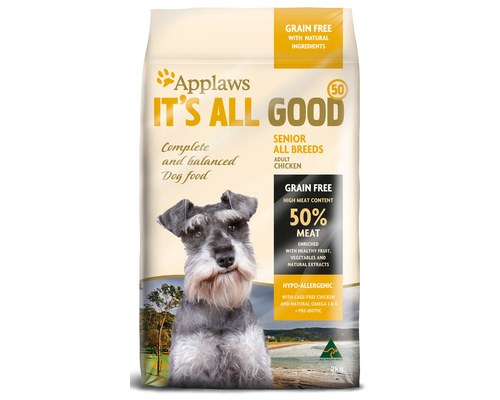 GRAIN FREE
WITH NATURAL
INGREDIENTS
Applaws
IT'S ALL GOOD
50
Complete
and balanced
Dog food
SENIOR
ALL BREEDS
ADULT
CHICKEN
GRAIN FREE
HIGH MEAT CONTENT
50%
MEAT
ENRICHED
WITH HEALTHY FRUIT,
VEGETABLES AND
NATURAL EXTRACTS
HYPO-ALLERGENIC
WITH CAGE-FREE CHICKEN
AND NATURAL OMEGA 3 & 6
+ PRE-BIOTIC
2kg